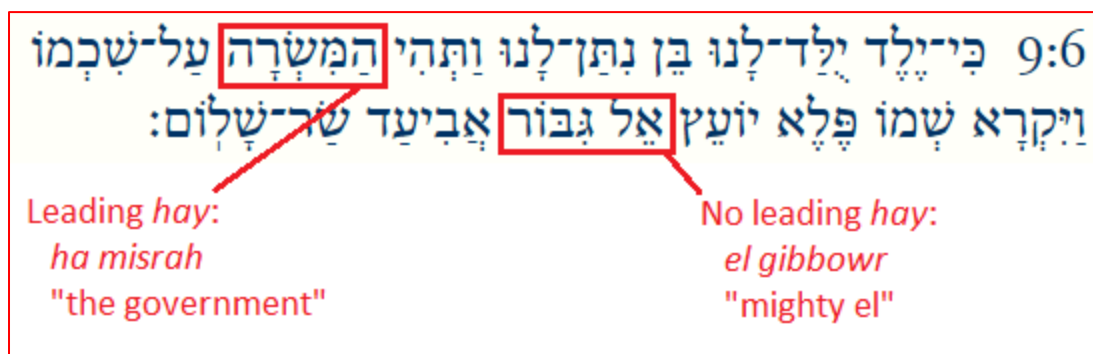 9:6 כִּי־יֶלֶד יֻלַּד־לָנוּ בֵּן נִתַּן־לָנוּ וַתְּהִי הַמִּשְׂרָה עַל־שִׁכְמוֹ
וַיִּקְרָא שְׁמוֹ פֶּלֶא יוֹעֵץ אֵל גִּבּוֹר אֲבִיעַד שַׂר־שָׁלֽוֹם׃
Leading hay:
ha misrah
"the government"
No leading hay:
el gibbowr
"mighty el"